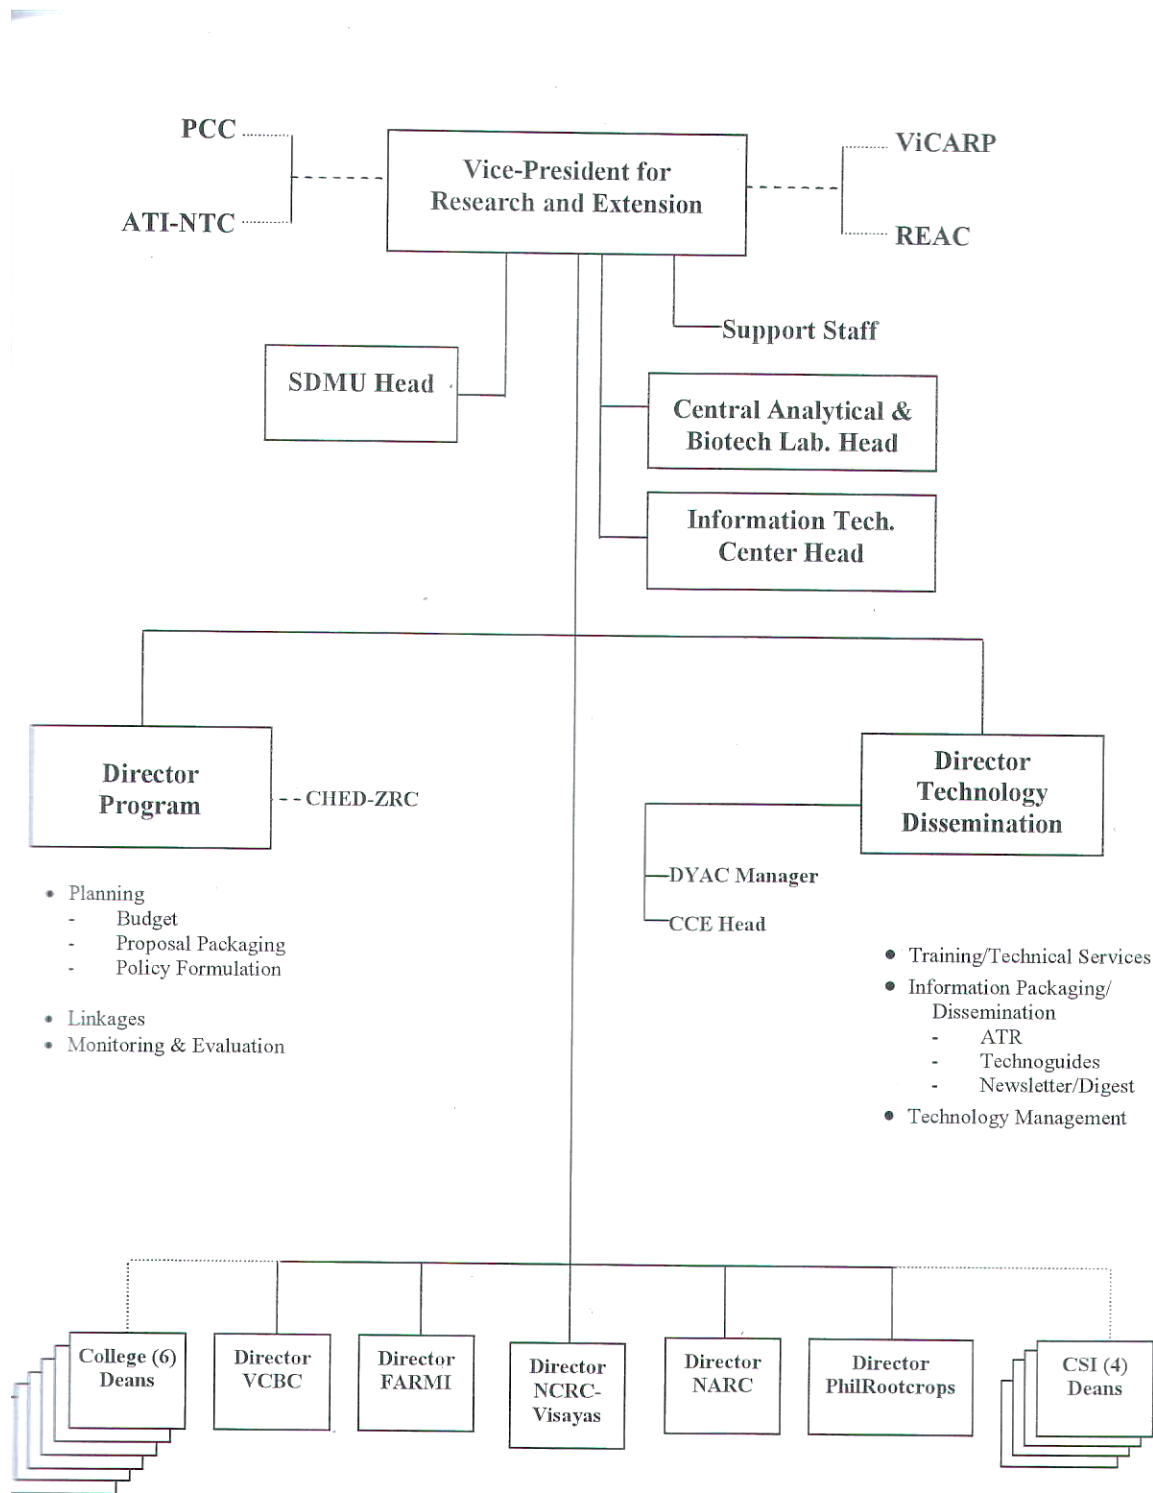 PCC
ViCARP
Vice-President for
Research and Extension
ATI-NTC
REAC
Support Staff
SDMU Head
Central Analytical &
Biotech Lab. Head
Information Tech.
Center Head
Director
Program
CHED-ZRC
Director
Technology
Dissemination
DYAC Manager
CCE Head
• Planning
- Budget
- Proposal Packaging
- Policy Formulation
• Linkages
• Monitoring & Evaluation
• Training/Technical Services
• Information Packaging/
Dissemination
- ATR
- Technoguides
- Newsletter/Digest
• Technology Management
College (6)
Deans
Director
VCBC
Director
FARMI
Director
NCRC-
Visayas
Director
NARC
Director
PhilRootcrops
CSI (4)
Deans